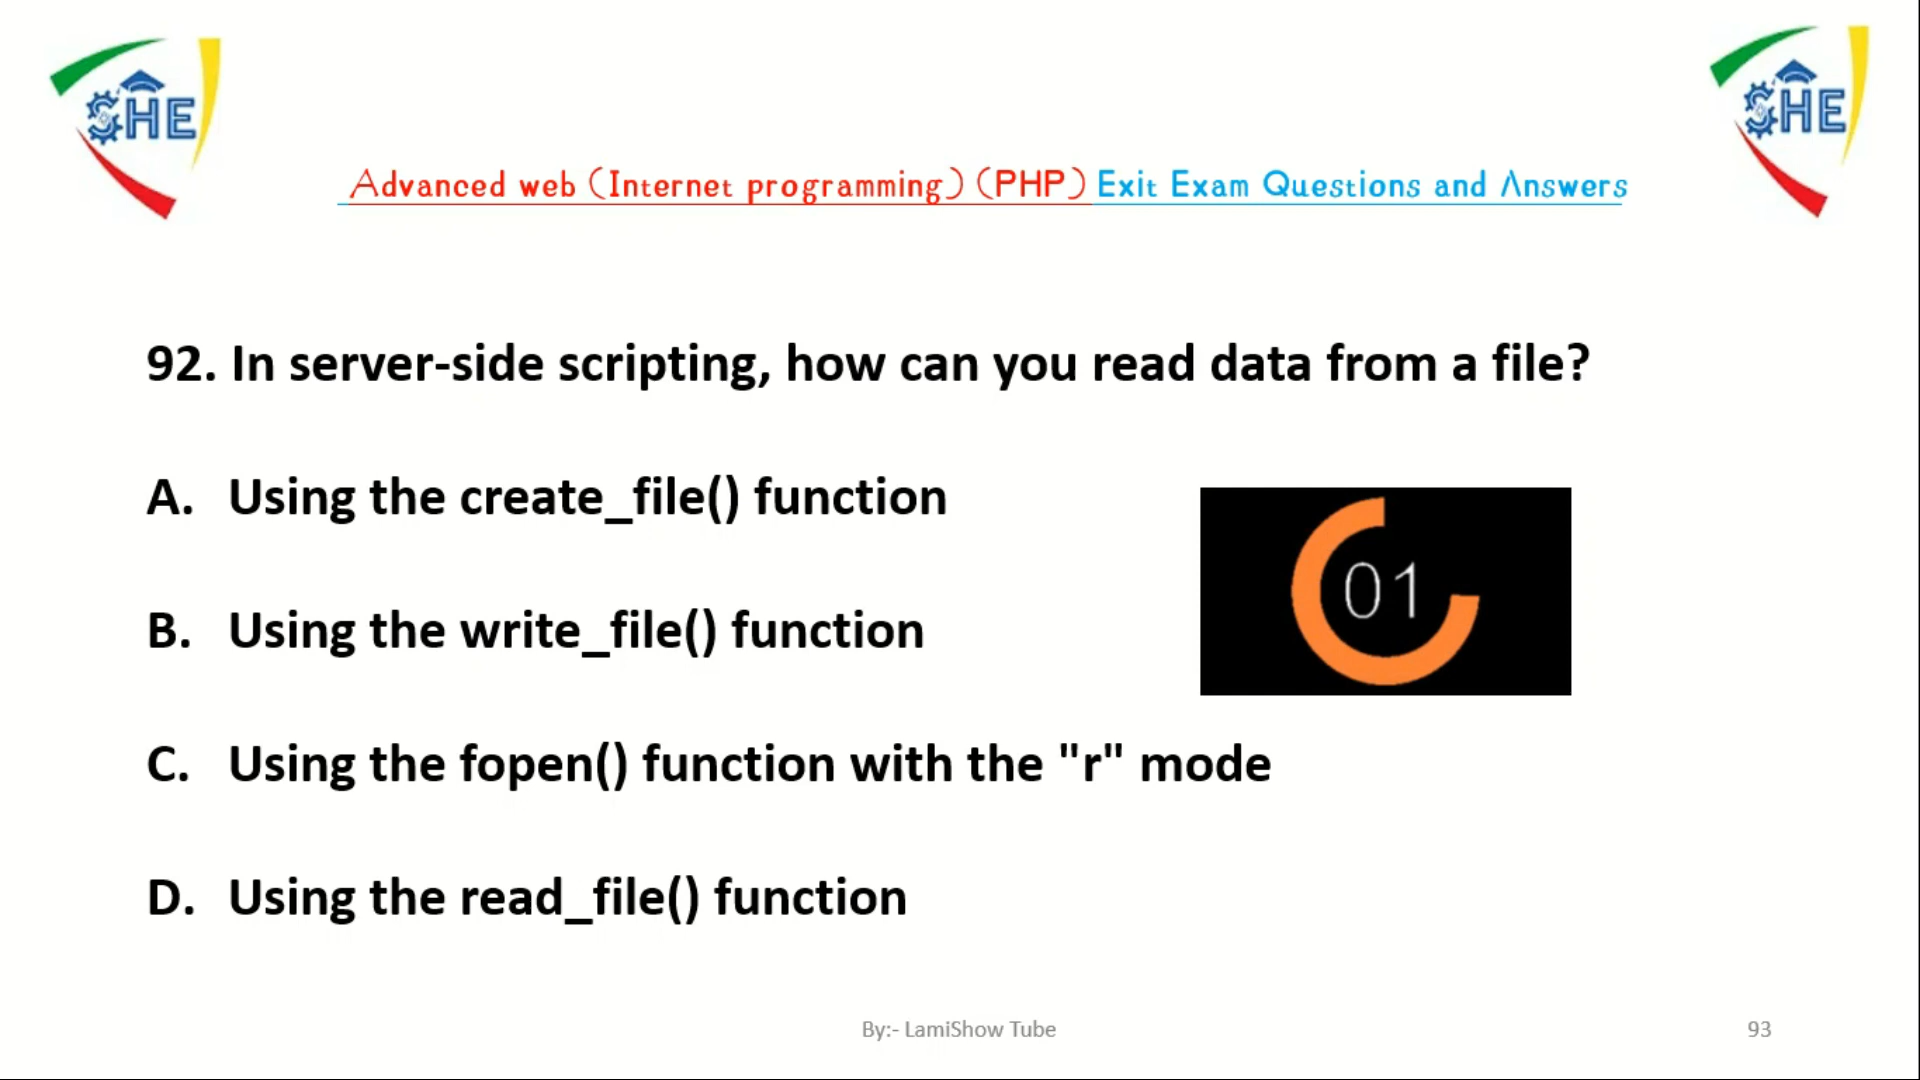 SHE
SHE
Advanced web (Internet programming) (PHP) Exit Exam Questions and Answers
92. In server-side scripting, how can you read data from a file?
A. Using the create_file() function
01
B. Using the write_file() function
C. Using the fopen() function with the "r" mode
D. Using the read_file() function
By:- LamiShow Tube
93